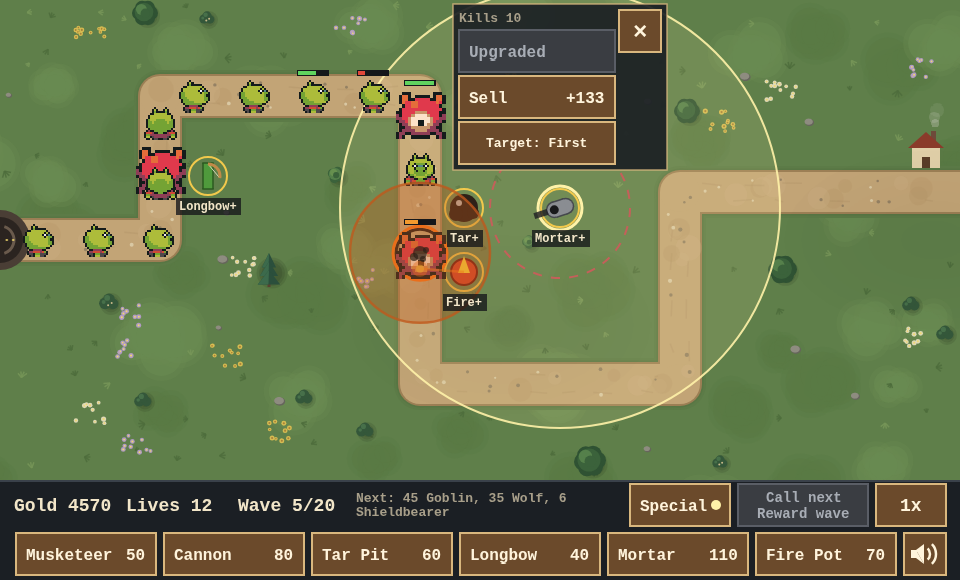 Kills 10
×
Upgraded
Sell +133
Target: First
Longbow+
Tar+
Mortar+
Fire+
Gold 4570 Lives 12 Wave 5/20
Next: 45 Goblin, 35 Wolf, 6
Shieldbearer
Special
Call next
Reward wave
1x
Musketeer 50
Cannon 80
Tar Pit 60
Longbow 40
Mortar 110
Fire Pot 70